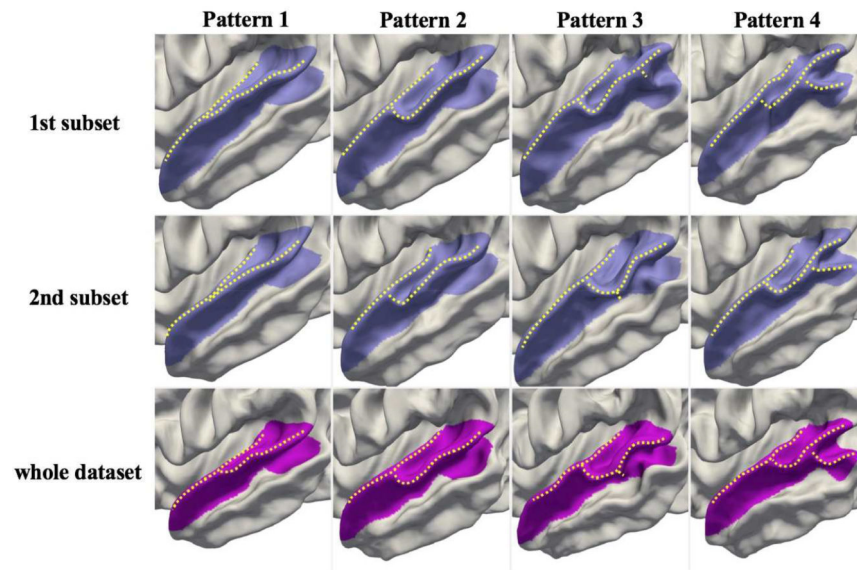 Pattern 1 Pattern 2 Pattern 3 Pattern 4
1st subset
2nd subset
whole dataset